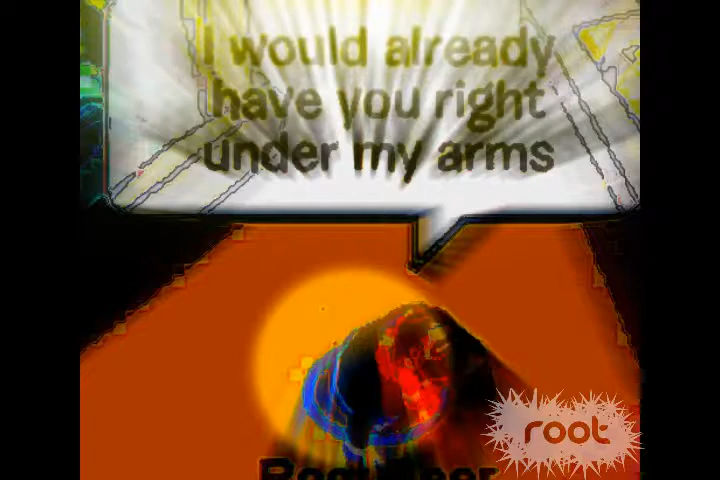 I would already
have you right
under my arms
root